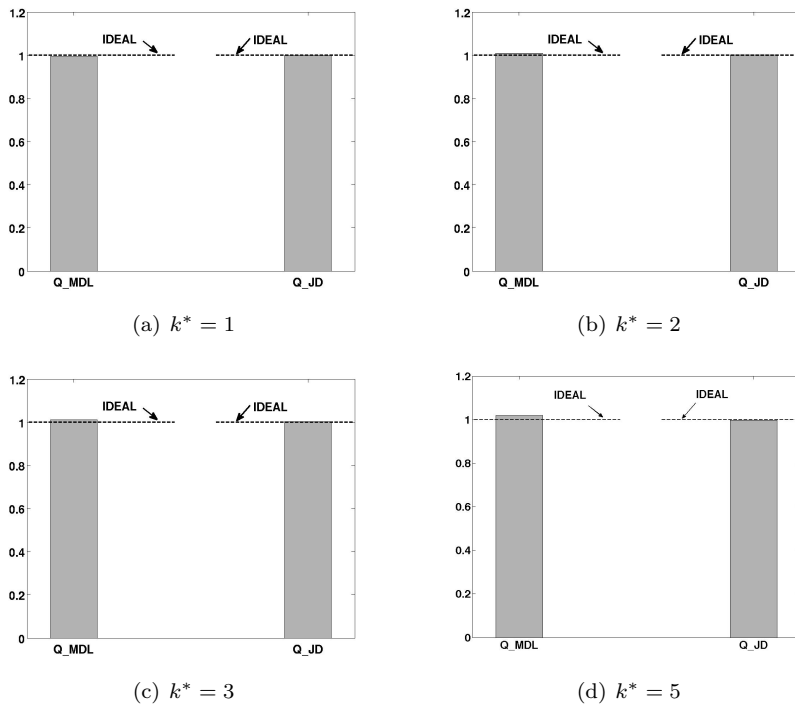 1.2
1
0.8
0.6
0.4
0.2
0
IDEAL
IDEAL
Q_MDL
Q_JD
(a) k* = 1
1.2
1
0.8
0.6
0.4
0.2
0
IDEAL
IDEAL
Q_MDL
Q_JD
(b) k* = 2
1.2
1
0.8
0.6
0.4
0.2
0
IDEAL
IDEAL
Q_MDL
Q_JD
(c) k* = 3
1.2
1
0.8
0.6
0.4
0.2
0
IDEAL
IDEAL
Q_MDL
Q_JD
(d) k* = 5